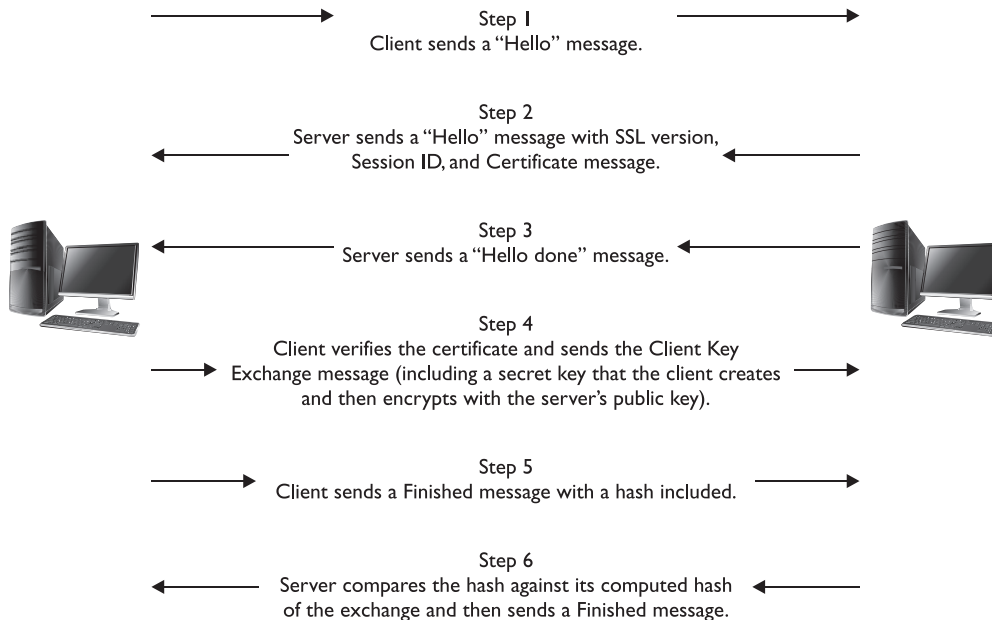 Step 1
Client sends a “Hello” message.
Step 2
Server sends a “Hello” message with SSL version,
Session ID, and Certificate message.
Step 3
Server sends a “Hello done” message.
Step 4
Client verifies the certificate and sends the Client Key
Exchange message (including a secret key that the client creates
and then encrypts with the server’s public key).
Step 5
Client sends a Finished message with a hash included.
Step 6
Server compares the hash against its computed hash
of the exchange and then sends a Finished message.